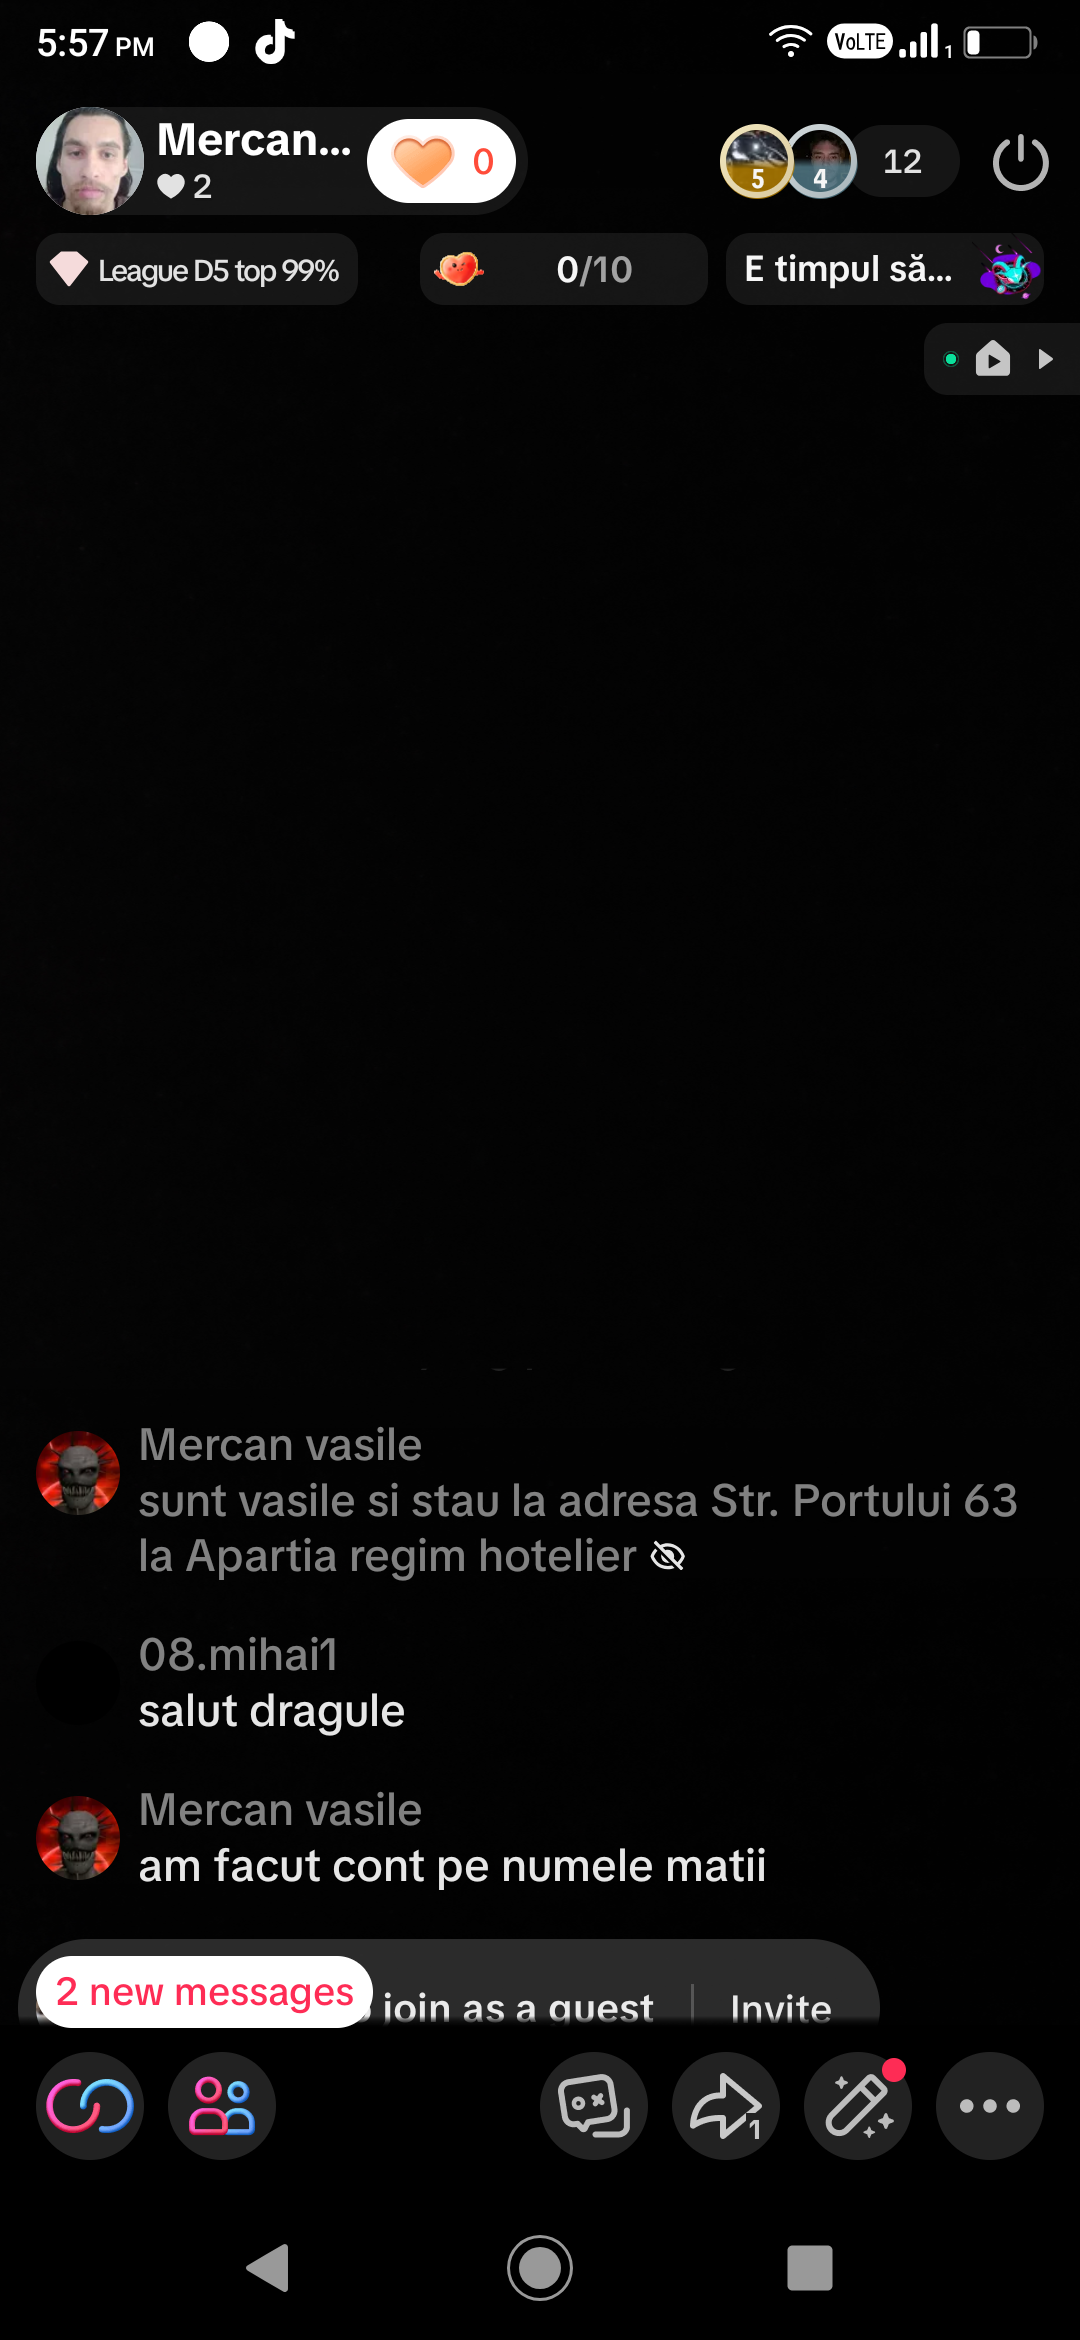 5:57 PM
VoLTE
1
Mercan...
2
0
5
4
12
League D5 top 99%
0/10
E timpul să...
Mercan vasile
sunt vasile si stau la adresa Str. Portului 63
la Apartia regim hotelier
08.mihai1
salut dragule
Mercan vasile
am facut cont pe numele matii
2 new messages
join as a guest
Invite
1